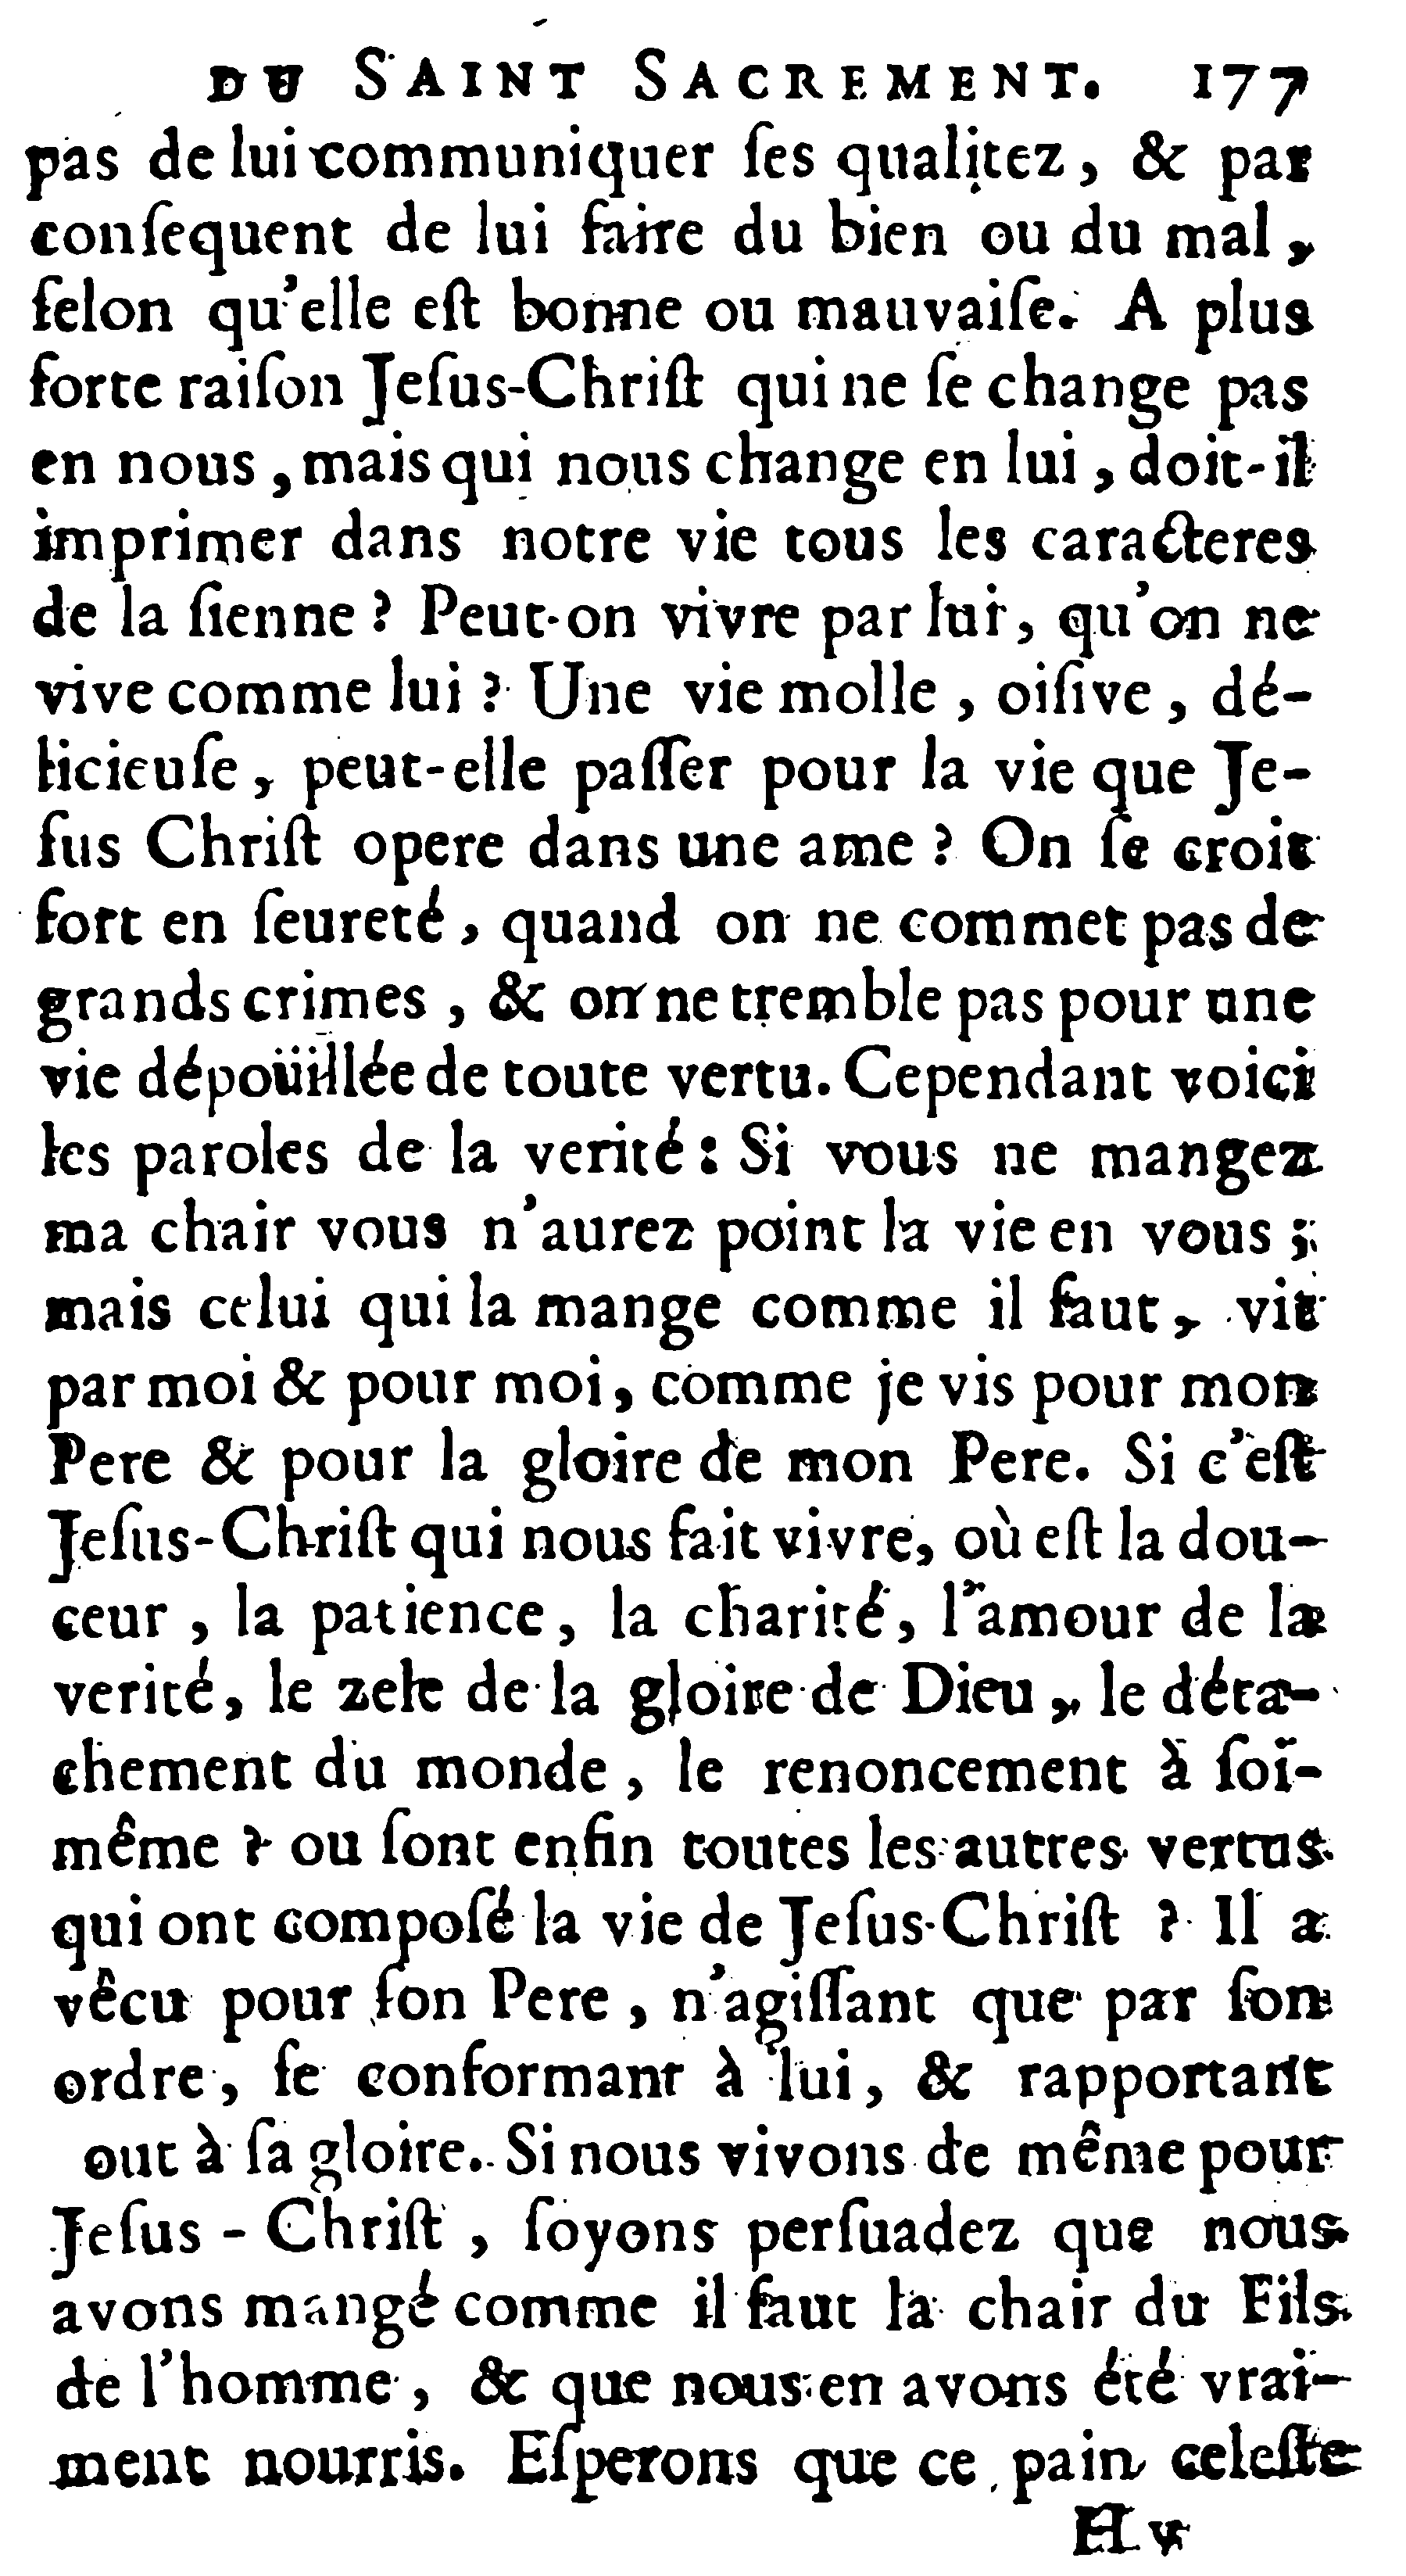 DU SAINT SACREMENT. 177
pas de lui communiquer ſes qualitez, & par
conſequent de lui faire du bien ou du mal,
ſelon qu'elle eſt bonne ou mauvaiſe. A plus
forte raiſon Jeſus-Chriſt qui ne ſe change pas
en nous, mais qui nous change en lui, doit-il
imprimer dans notre vie tous les caracteres
de la ſienne ? Peut-on vivre par lui, qu'on ne
vive comme lui ? Une vie molle, oiſive, dé-
licieuſe, peut-elle paſſer pour la vie que Je-
ſus Chriſt opere dans une ame ? On ſe croit
fort en ſeureté, quand on ne commet pas de
grands crimes, & on ne tremble pas pour une
vie dépoüillée de toute vertu. Cependant voici
les paroles de la verité : Si vous ne mangez
ma chair vous n'aurez point la vie en vous ;
mais celui qui la mange comme il faut, vit
par moi & pour moi, comme je vis pour mon
Pere & pour la gloire de mon Pere. Si c'eſt
Jeſus-Chriſt qui nous fait vivre, où eſt la dou-
ceur, la patience, la charité, l'amour de la
verité, le zele de la gloire de Dieu, le déta-
chement du monde, le renoncement à ſoi-
même ? ou ſont enfin toutes les autres vertus
qui ont compoſé la vie de Jeſus-Chriſt ? Il a
vêcu pour ſon Pere, n'agiſſant que par ſon
ordre, ſe conformant à lui, & rapportant
out à ſa gloire. Si nous vivons de même pour
Jeſus-Chriſt, ſoyons perſuadez que nous
avons mangé comme il faut la chair du Fils
de l'homme, & que nous en avons été vrai-
ment nourris. Eſperons que ce pain celeſte
H v